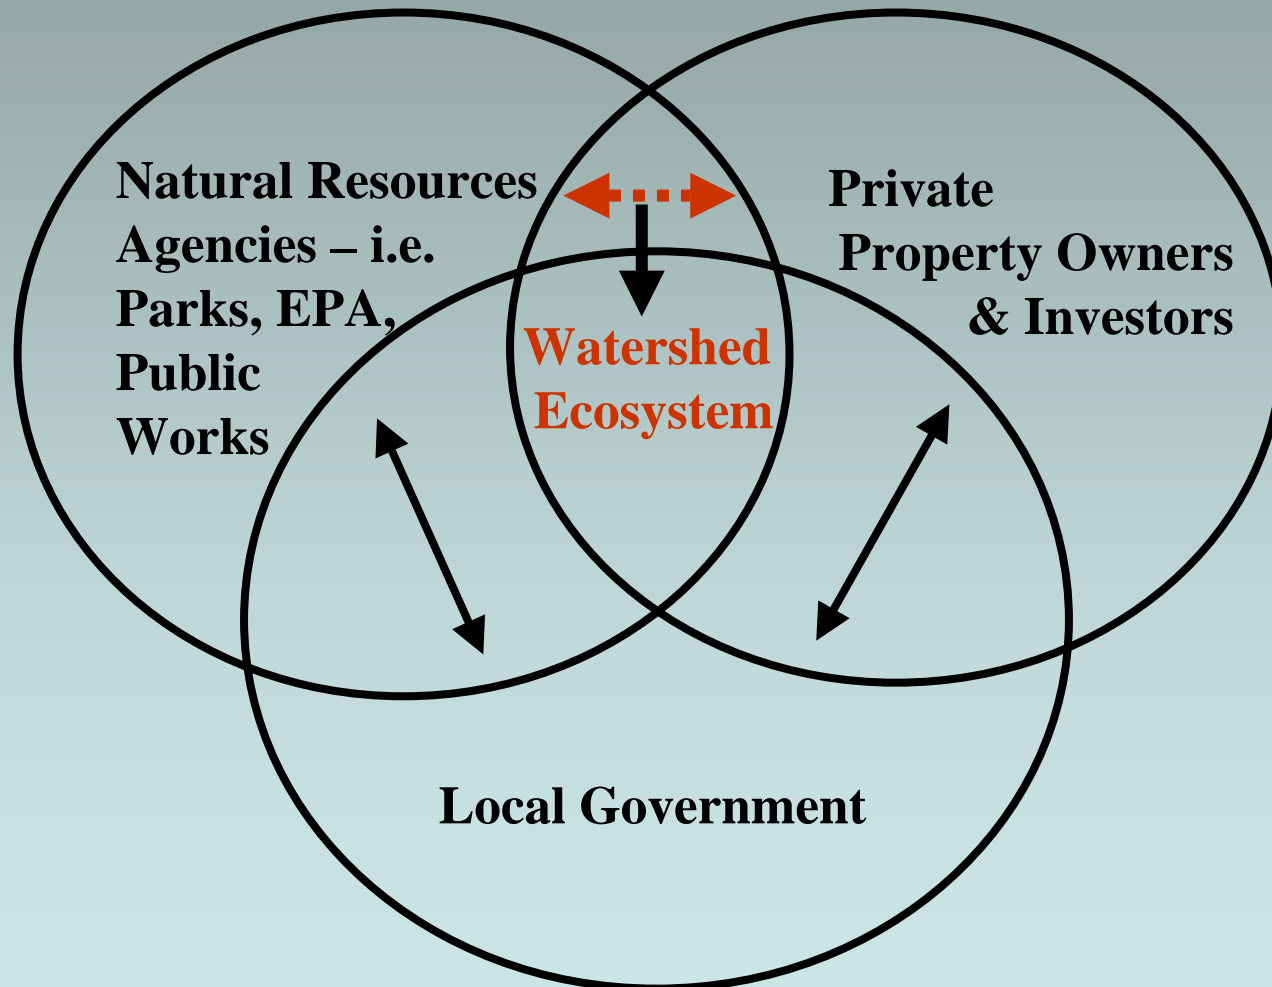 Natural Resources
Agencies – i.e.
Parks, EPA,
Public
Works
Private
Property Owners
& Investors
Watershed
Ecosystem
Local Government